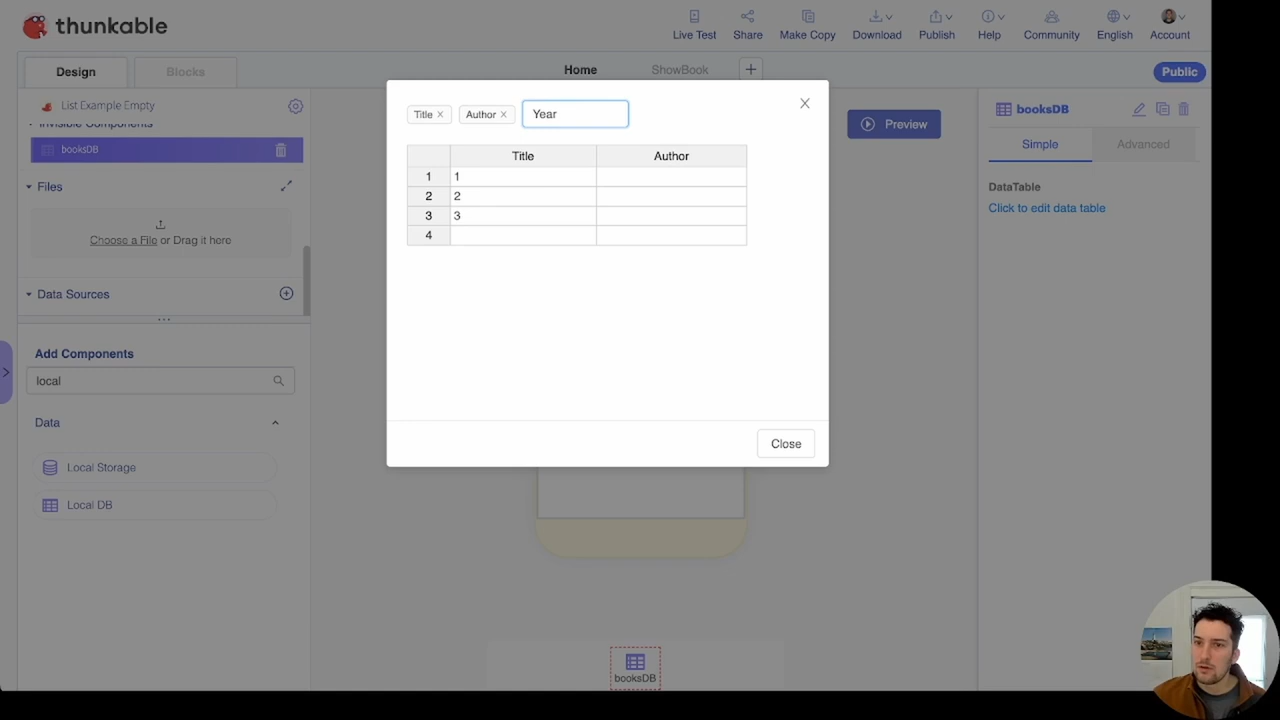 thunkable
Live Test
Share
Make Copy
Download
Publish
Help
Community
English
Account
Design
Blocks
Home
ShowBook
+
Public
List Example Empty
Invisible Components
booksDB
Files
Choose a File or Drag it here
Data Sources
Add Components
local
Data
Local Storage
Local DB
Title × Author × Year
Title Author
1 1
2 2
3 3
4
Close
Preview
booksDB
booksDB
Simple
Advanced
DataTable
Click to edit data table